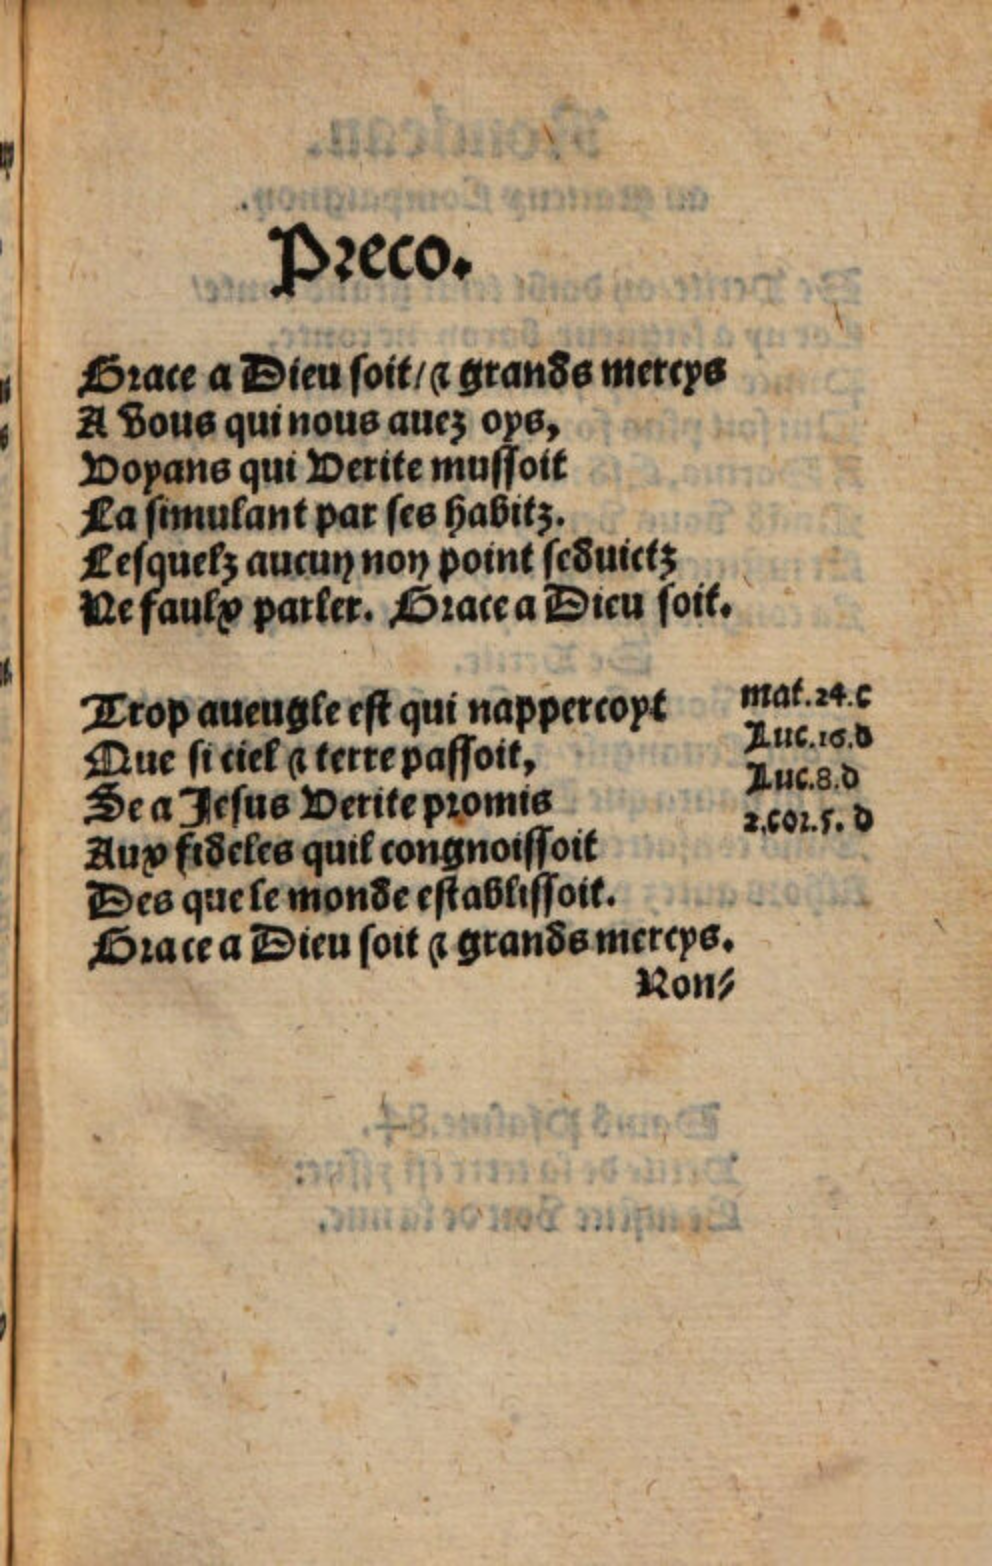 Preco.
Grace a Dieu soit/ ⁊ grands mercys
A vous qui nous auez oys,
Voyans qui Verite mussoit
La simulant par ses habitz.
Lesquelz aucun non point seduictz
Ne faulx parler. Grace a Dieu soit.
Trop aueugle est qui nappercoyt mat.24.c
Que si ciel ⁊ terre passoit, Luc.16.d
Se a Jesus Verite promis Luc.8.d
Aux fideles quil congnoissoit 2.cor.5. d
Des que le monde establissoit.
Grace a Dieu soit ⁊ grands mercys.
Ron⸗